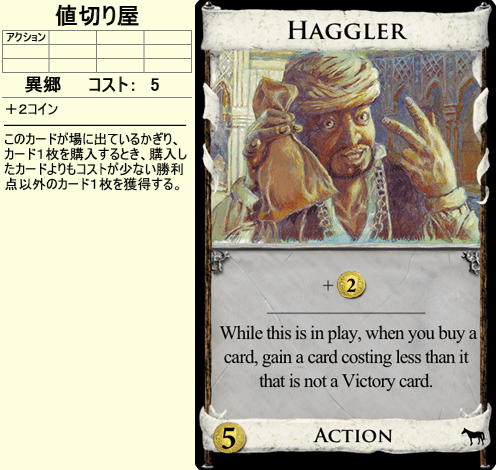 値切り屋
アクション
異郷 コスト： 5
＋2コイン
このカードが場に出ているかぎり、
カード1枚を購入するとき、購入し
たカードよりもコストが少ない勝利
点以外のカード1枚を獲得する。
HAGGLER
+ 2
While this is in play, when you buy a
card, gain a card costing less than it
that is not a Victory card.
5 ACTION